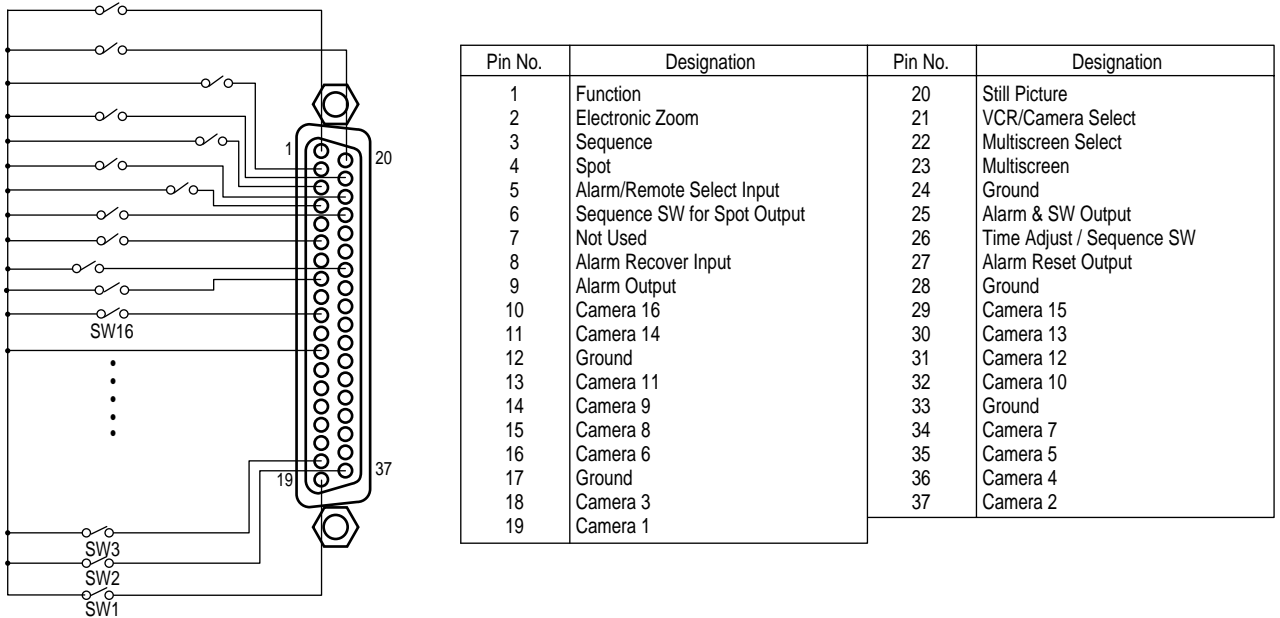 1
20
19
37
SW16
SW3
SW2
SW1
Pin No. Designation Pin No. Designation
1 Function 20 Still Picture
2 Electronic Zoom 21 VCR/Camera Select
3 Sequence 22 Multiscreen Select
4 Spot 23 Multiscreen
5 Alarm/Remote Select Input 24 Ground
6 Sequence SW for Spot Output 25 Alarm & SW Output
7 Not Used 26 Time Adjust / Sequence SW
8 Alarm Recover Input 27 Alarm Reset Output
9 Alarm Output 28 Ground
10 Camera 16 29 Camera 15
11 Camera 14 30 Camera 13
12 Ground 31 Camera 12
13 Camera 11 32 Camera 10
14 Camera 9 33 Ground
15 Camera 8 34 Camera 7
16 Camera 6 35 Camera 5
17 Ground 36 Camera 4
18 Camera 3 37 Camera 2
19 Camera 1